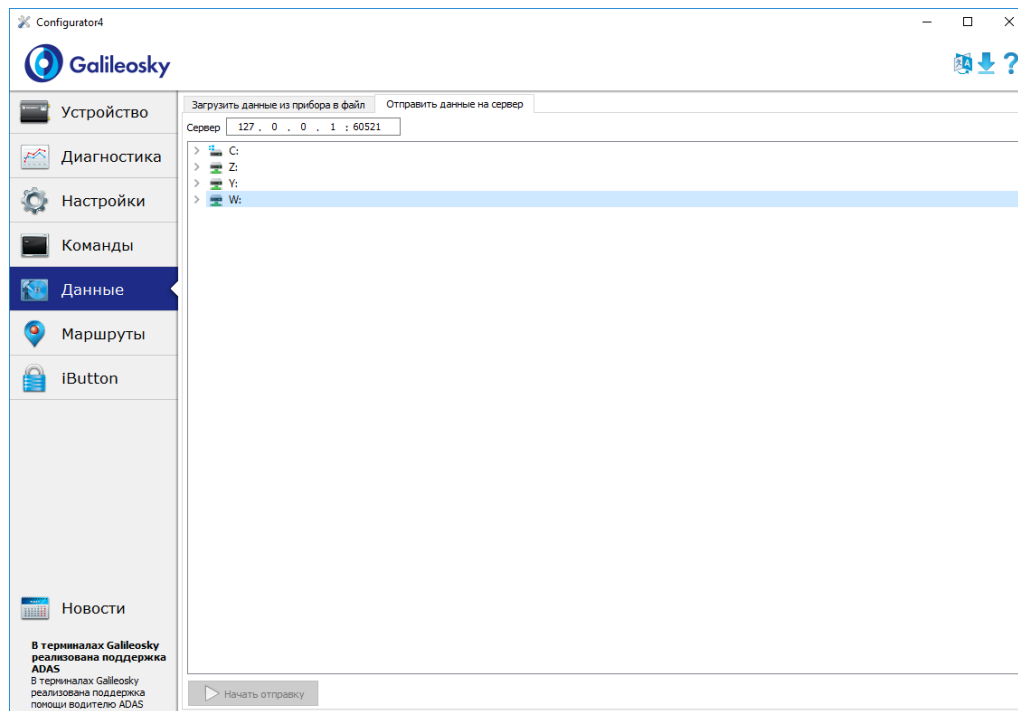 Configurator4
Galileosky
Устройство
Диагностика
Настройки
Команды
Данные
Маршруты
iButton
Новости
В терминалах Galileosky
реализована поддержка
ADAS
В терминалах Galileosky
реализована поддержка
помощи водителю ADAS
Загрузить данные из прибора в файл Отправить данные на сервер
Сервер 127 . 0 . 0 . 1 : 60521
C:
Z:
Y:
W:
Начать отправку